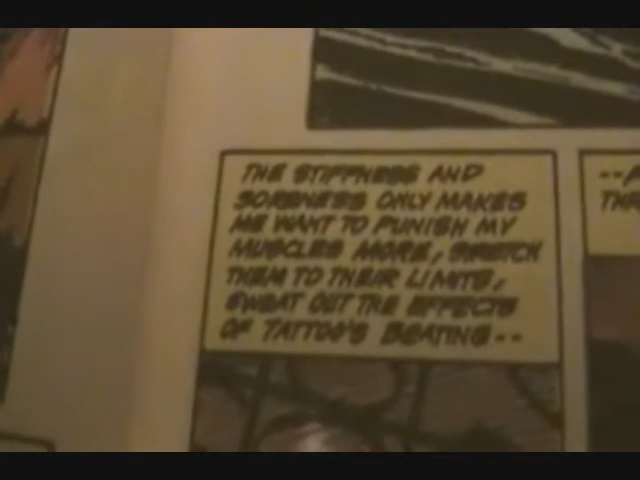 THE STIFFNESS AND
SORENESS ONLY MAKES
ME WANT TO PUNISH MY
MUSCLES MORE, STRETCH
THEM TO THEIR LIMITS,
SWEAT OUT THE EFFECTS
OF TATTOO'S BEATING--